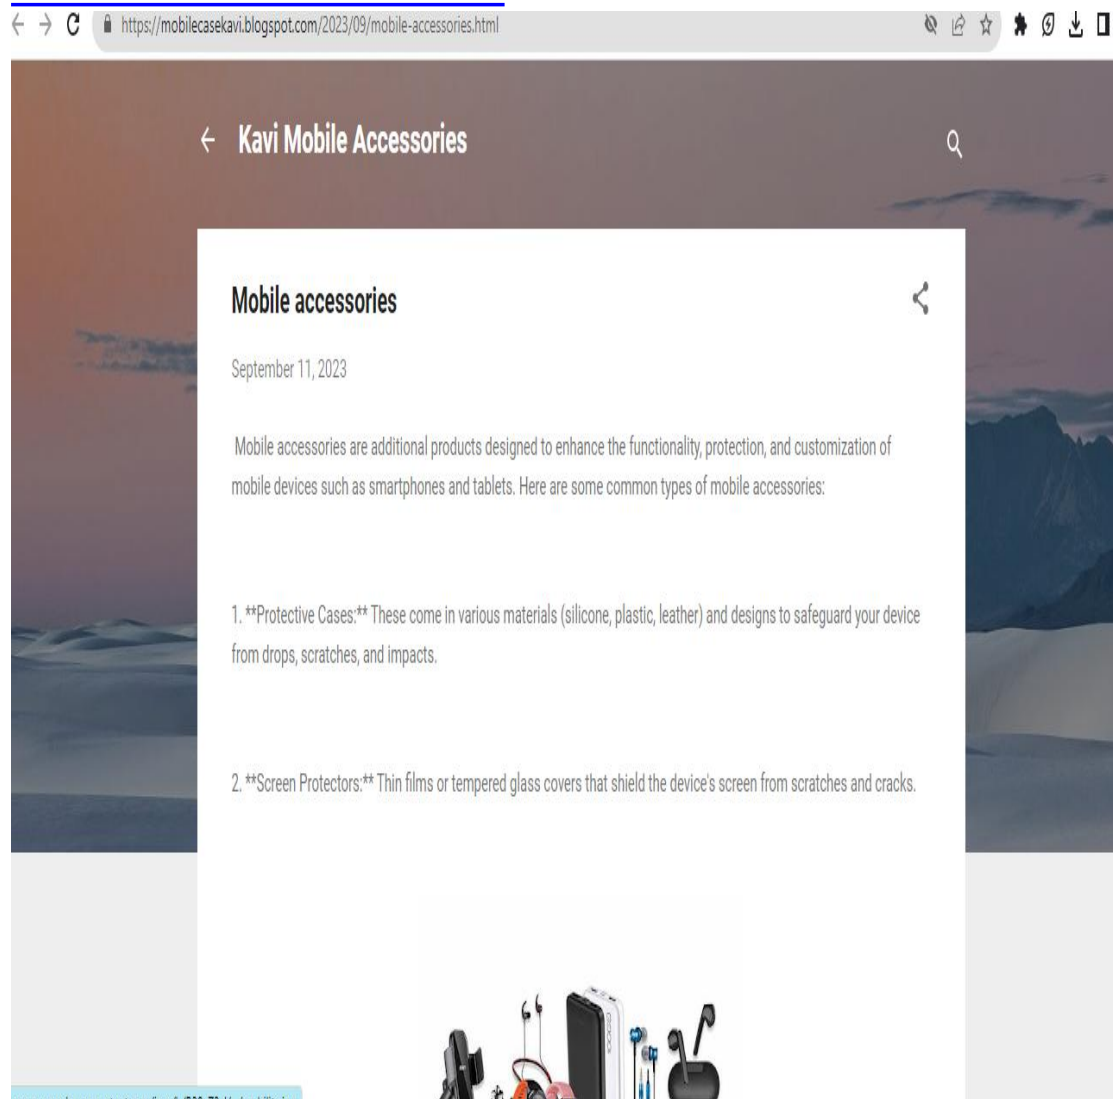 https://mobilecasekavi.blogspot.com/2023/09/mobile-accessories.html
Kavi Mobile Accessories
Mobile accessories
September 11, 2023
Mobile accessories are additional products designed to enhance the functionality, protection, and customization of
mobile devices such as smartphones and tablets. Here are some common types of mobile accessories:
1. **Protective Cases:** These come in various materials (silicone, plastic, leather) and designs to safeguard your device
from drops, scratches, and impacts.
2. **Screen Protectors:** Thin films or tempered glass covers that shield the device's screen from scratches and cracks.